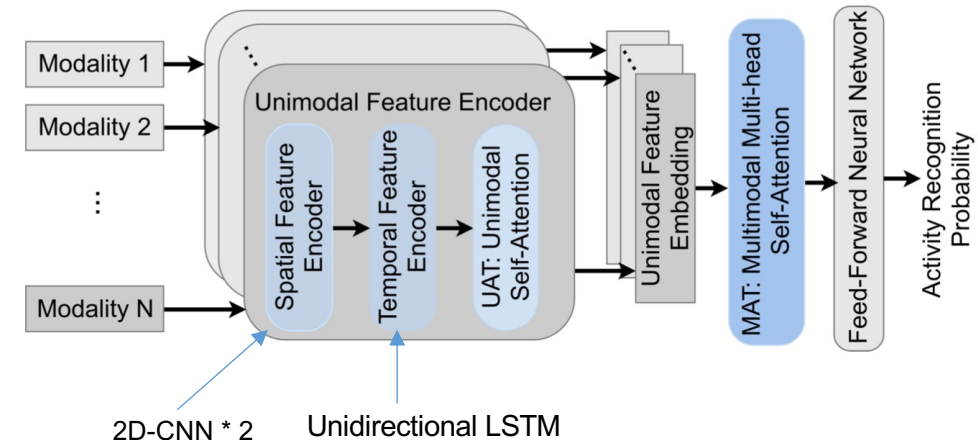 Modality 1
Modality 2
⋮
Modality N
⋱
Unimodal Feature Encoder
Spatial Feature
Encoder
Temporal Feature
Encoder
UAT: Unimodal
Self-Attention
⋱
Unimodal Feature
Embedding
MAT: Multimodal Multi-head
Self-Attention
Feed-Forward Neural Network
Activity Recognition
Probability
2D-CNN * 2
Unidirectional LSTM